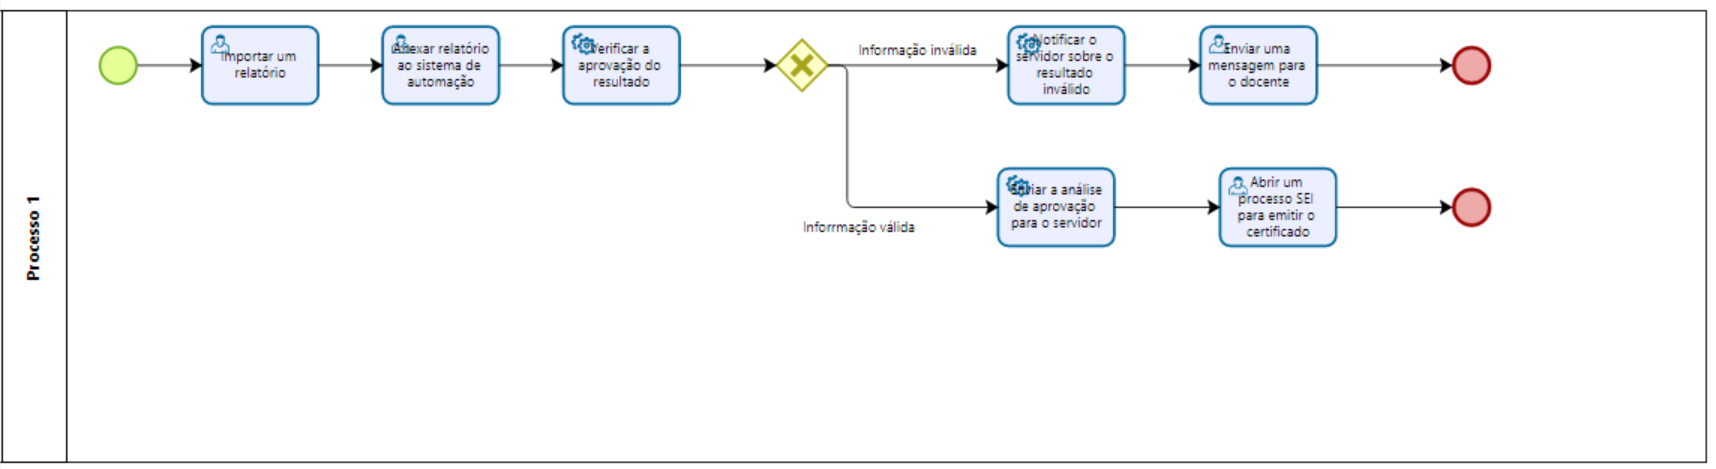 Processo 1
Importar um
relatório
Anexar relatório
ao sistema de
automação
Verificar a
aprovação do
resultado
Informação inválida
Notificar o
servidor sobre o
resultado
inválido
Enviar uma
mensagem para
o docente
Inforrmação válida
Enviar a análise
de aprovação
para o servidor
Abrir um
processo SEI
para emitir o
certificado